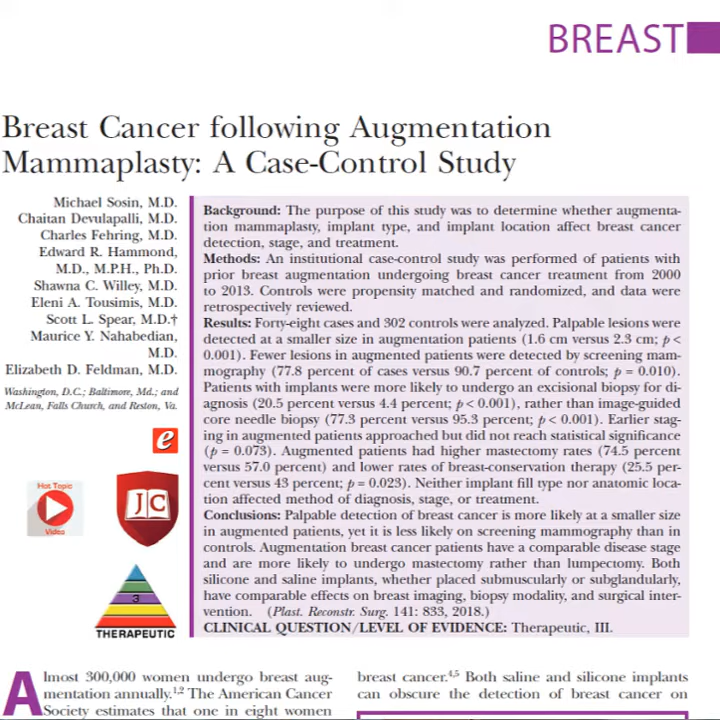 BREAST
Breast Cancer following Augmentation
Mammaplasty: A Case-Control Study
Michael Sosin, M.D.
Chaitan Devulapalli, M.D.
Charles Fehring, M.D.
Edward R. Hammond,
M.D., M.P.H., Ph.D.
Shawna C. Willey, M.D.
Eleni A. Tousimis, M.D.
Scott L. Spear, M.D.†
Maurice Y. Nahabedian,
M.D.
Elizabeth D. Feldman, M.D.
Washington, D.C.; Baltimore, Md.; and
McLean, Falls Church, and Reston, Va.
e
Hot Topic
Video
JC
3
THERAPEUTIC
Background: The purpose of this study was to determine whether augmenta-
tion mammaplasty, implant type, and implant location affect breast cancer
detection, stage, and treatment.
Methods: An institutional case-control study was performed of patients with
prior breast augmentation undergoing breast cancer treatment from 2000
to 2013. Controls were propensity matched and randomized, and data were
retrospectively reviewed.
Results: Forty-eight cases and 302 controls were analyzed. Palpable lesions were
detected at a smaller size in augmentation patients (1.6 cm versus 2.3 cm; p <
0.001). Fewer lesions in augmented patients were detected by screening mam-
mography (77.8 percent of cases versus 90.7 percent of controls; p = 0.010).
Patients with implants were more likely to undergo an excisional biopsy for di-
agnosis (20.5 percent versus 4.4 percent; p < 0.001), rather than image-guided
core needle biopsy (77.3 percent versus 95.3 percent; p < 0.001). Earlier stag-
ing in augmented patients approached but did not reach statistical significance
(p = 0.073). Augmented patients had higher mastectomy rates (74.5 percent
versus 57.0 percent) and lower rates of breast-conservation therapy (25.5 per-
cent versus 43 percent; p = 0.023). Neither implant fill type nor anatomic loca-
tion affected method of diagnosis, stage, or treatment.
Conclusions: Palpable detection of breast cancer is more likely at a smaller size
in augmented patients, yet it is less likely on screening mammography than in
controls. Augmentation breast cancer patients have a comparable disease stage
and are more likely to undergo mastectomy rather than lumpectomy. Both
silicone and saline implants, whether placed submuscularly or subglandularly,
have comparable effects on breast imaging, biopsy modality, and surgical inter-
vention. (Plast. Reconstr. Surg. 141: 833, 2018.)
CLINICAL QUESTION/LEVEL OF EVIDENCE: Therapeutic, III.
Almost 300,000 women undergo breast aug-
mentation annually.1,2 The American Cancer
Society estimates that one in eight women
breast cancer.4,5 Both saline and silicone implants
can obscure the detection of breast cancer on